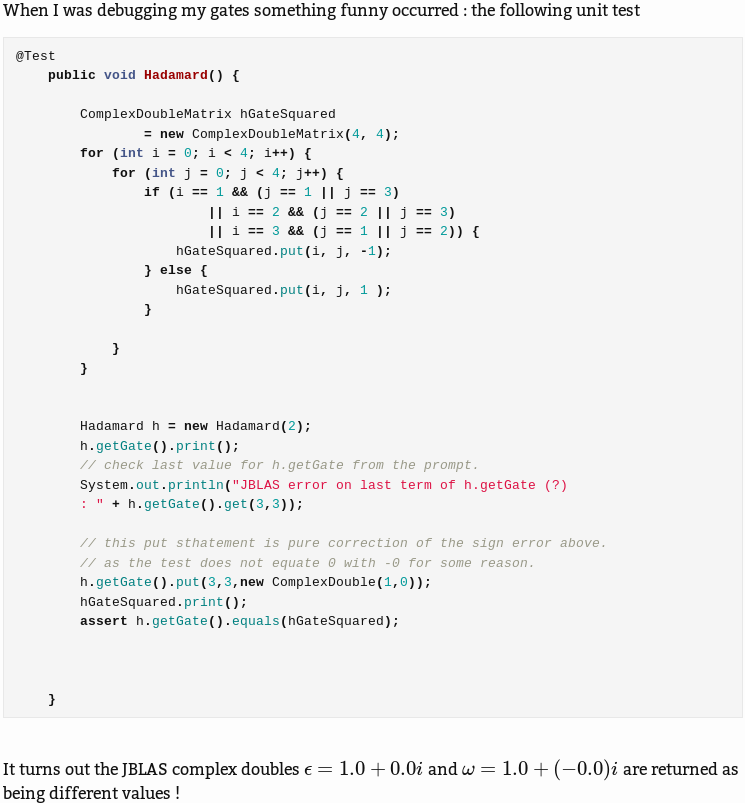 When I was debugging my gates something funny occurred : the following unit test
@Test
    public void Hadamard() {
        ComplexDoubleMatrix hGateSquared
                = new ComplexDoubleMatrix(4, 4);
        for (int i = 0; i < 4; i++) {
            for (int j = 0; j < 4; j++) {
                if (i == 1 && (j == 1 || j == 3)
                        || i == 2 && (j == 2 || j == 3)
                        || i == 3 && (j == 1 || j == 2)) {
                    hGateSquared.put(i, j, -1);
                } else {
                    hGateSquared.put(i, j, 1 );
                }
            }
        }
        Hadamard h = new Hadamard(2);
        h.getGate().print();
        // check last value for h.getGate from the prompt.
        System.out.println("JBLAS error on last term of h.getGate (?)
        : " + h.getGate().get(3,3));
        // this put sthatement is pure correction of the sign error above.
        // as the test does not equate 0 with -0 for some reason.
        h.getGate().put(3,3,new ComplexDouble(1,0));
        hGateSquared.print();
        assert h.getGate().equals(hGateSquared);
    }
It turns out the JBLAS complex doubles ϵ = 1.0 + 0.0i and ω = 1.0 + (−0.0)i are returned as
being different values !